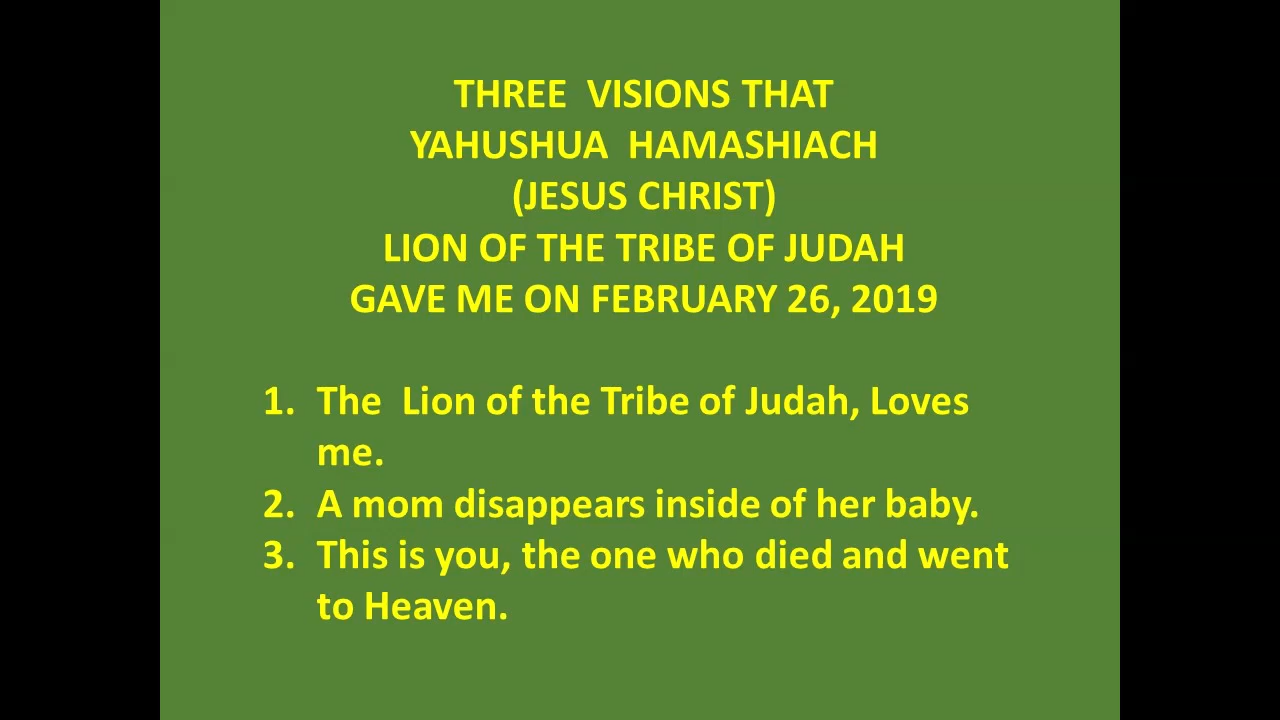 THREE  VISIONS THAT
YAHUSHUA  HAMASHIACH
(JESUS CHRIST)
LION OF THE TRIBE OF JUDAH
GAVE ME ON FEBRUARY 26, 2019
1. The  Lion of the Tribe of Judah, Loves
me.
2. A mom disappears inside of her baby.
3. This is you, the one who died and went
to Heaven.